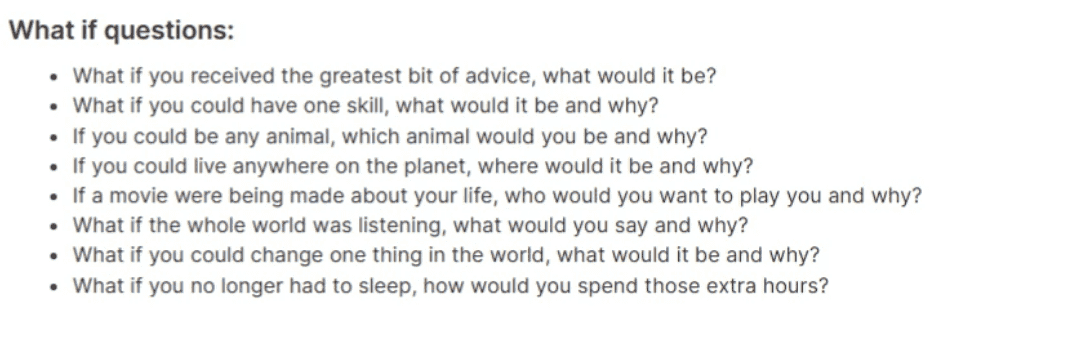 What if questions:
• What if you received the greatest bit of advice, what would it be?
• What if you could have one skill, what would it be and why?
• If you could be any animal, which animal would you be and why?
• If you could live anywhere on the planet, where would it be and why?
• If a movie were being made about your life, who would you want to play you and why?
• What if the whole world was listening, what would you say and why?
• What if you could change one thing in the world, what would it be and why?
• What if you no longer had to sleep, how would you spend those extra hours?